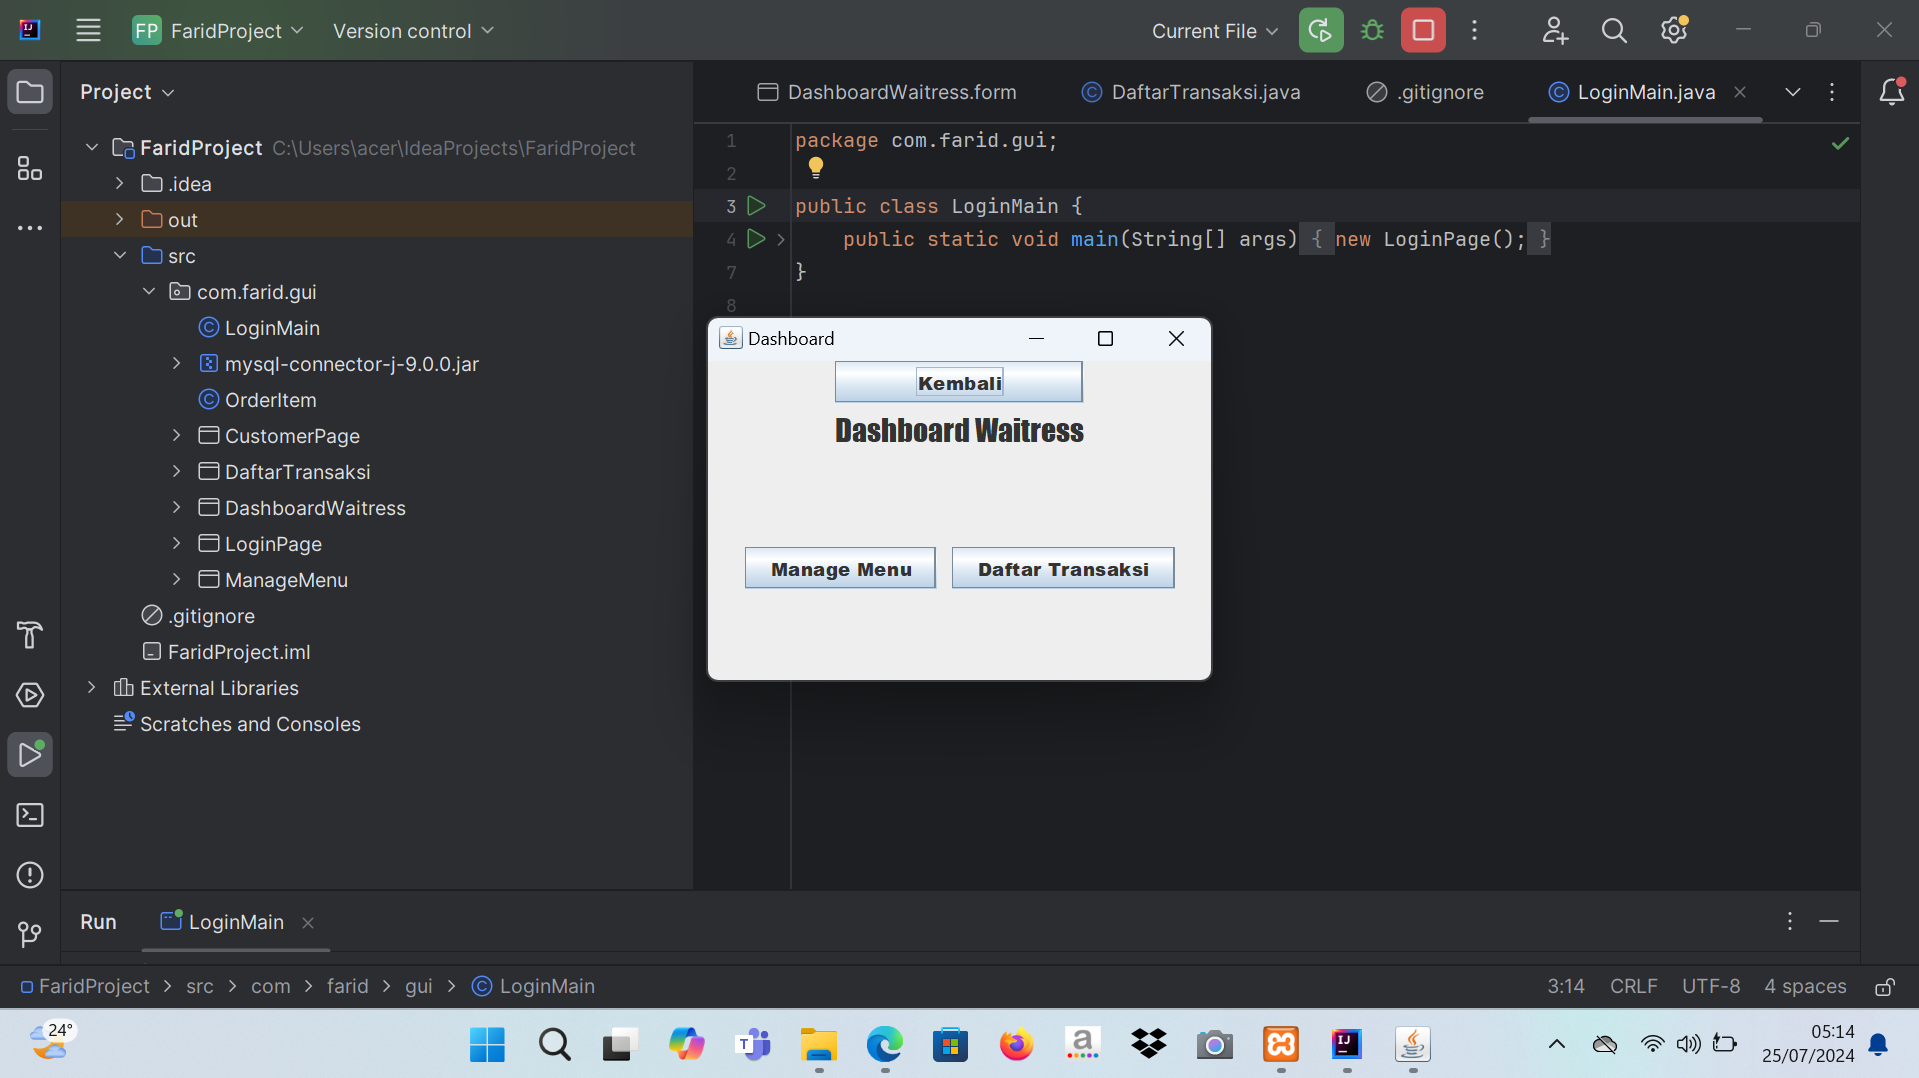 FP FaridProject Version control Current File
Project
DashboardWaitress.form DaftarTransaksi.java .gitignore LoginMain.java
FaridProject C:\Users\acer\IdeaProjects\FaridProject
.idea
out
src
com.farid.gui
LoginMain
mysql-connector-j-9.0.0.jar
OrderItem
CustomerPage
DaftarTransaksi
DashboardWaitress
LoginPage
ManageMenu
.gitignore
FaridProject.iml
External Libraries
Scratches and Consoles
1 package com.farid.gui;
2
3 public class LoginMain {
4 public static void main(String[] args) { new LoginPage(); }
7 }
8
Dashboard
Kembali
Dashboard Waitress
Manage Menu Daftar Transaksi
Run LoginMain
FaridProject > src > com > farid > gui > LoginMain 3:14 CRLF UTF-8 4 spaces
24°
05:14
25/07/2024